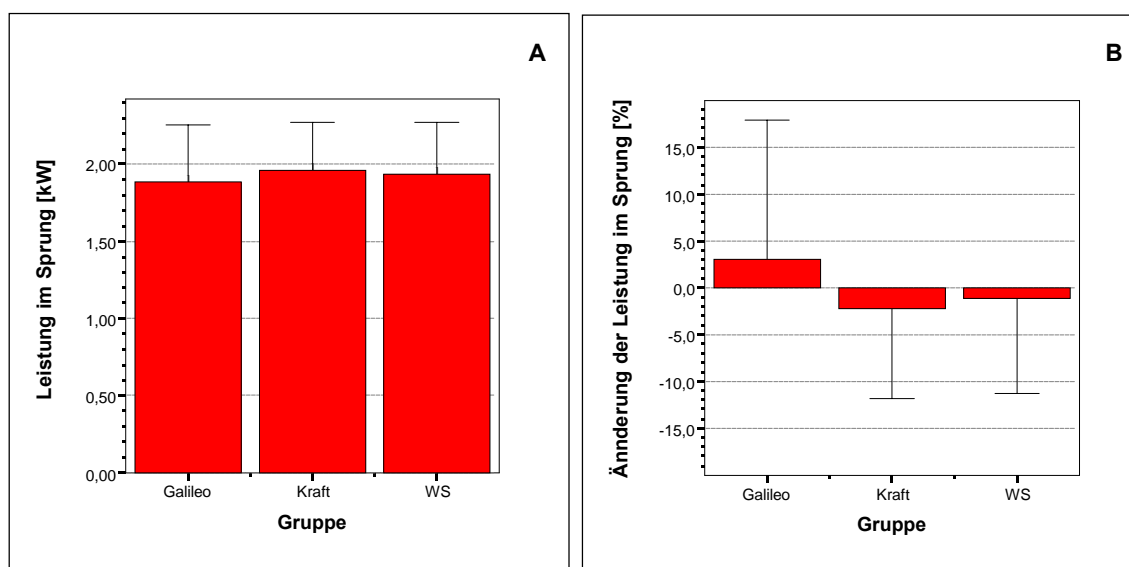 A
Leistung im Sprung [kW]
2,00
1,50
1,00
0,50
0,00
Galileo Kraft WS
Gruppe
B
Ännderung der Leistung im Sprung [%]
15,0
10,0
5,0
0,0
-5,0
-10,0
-15,0
Galileo Kraft WS
Gruppe